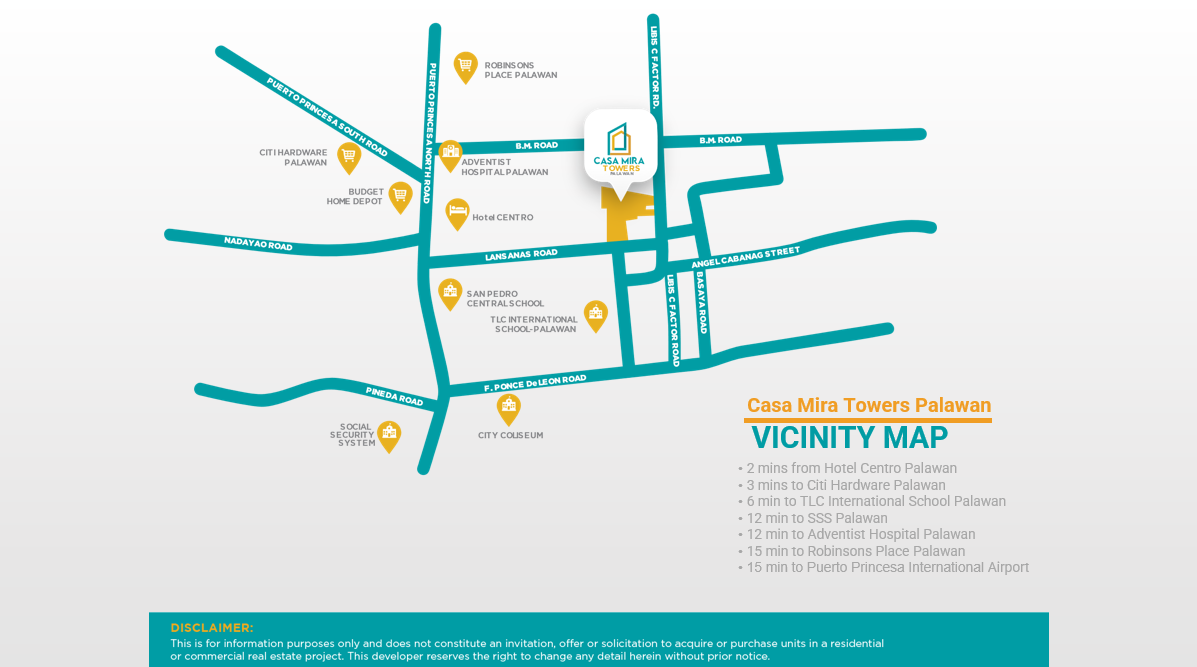 LIBIS C FACTOR RD.
PUERTO PRINCESA NORTH ROAD
PUERTO PRINCESA SOUTH ROAD
ROBINSONS
PLACE PALAWAN
B.M. ROAD
B.M. ROAD
CITI HARDWARE
PALAWAN
ADVENTIST
HOSPITAL PALAWAN
CASA MIRA
TOWERS
PALAWAN
BUDGET
HOME DEPOT
Hotel CENTRO
NADAYAO ROAD
LANSANAS ROAD
ANGEL CABANAG STREET
SAN PEDRO
CENTRAL SCHOOL
LIBIS C FACTOR ROAD
BASAYA ROAD
TLC INTERNATIONAL
SCHOOL-PALAWAN
F. PONCE DeLEON ROAD
PINEDA ROAD
SOCIAL
SECURITY
SYSTEM
CITY COLISEUM
Casa Mira Towers Palawan
VICINITY MAP
• 2 mins from Hotel Centro Palawan
• 3 mins to Citi Hardware Palawan
• 6 min to TLC International School Palawan
• 12 min to SSS Palawan
• 12 min to Adventist Hospital Palawan
• 15 min to Robinsons Place Palawan
• 15 min to Puerto Princesa International Airport
DISCLAIMER:
This is for information purposes only and does not constitute an invitation, offer or solicitation to acquire or purchase units in a residential
or commercial real estate project. This developer reserves the right to change any detail herein without prior notice.